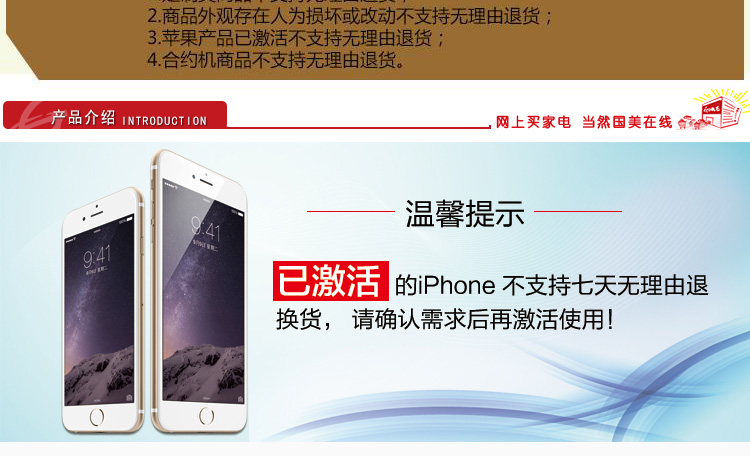 2.商品外观存在人为损坏或改动不支持无理由退货；
3.苹果产品已激活不支持无理由退货；
4.合约机商品不支持无理由退货。
产品介绍 INTRODUCTION
网上买家电 当然国美在线
温馨提示
9:41
9:41
已激活 的iPhone 不支持七天无理由退
换货， 请确认需求后再激活使用！